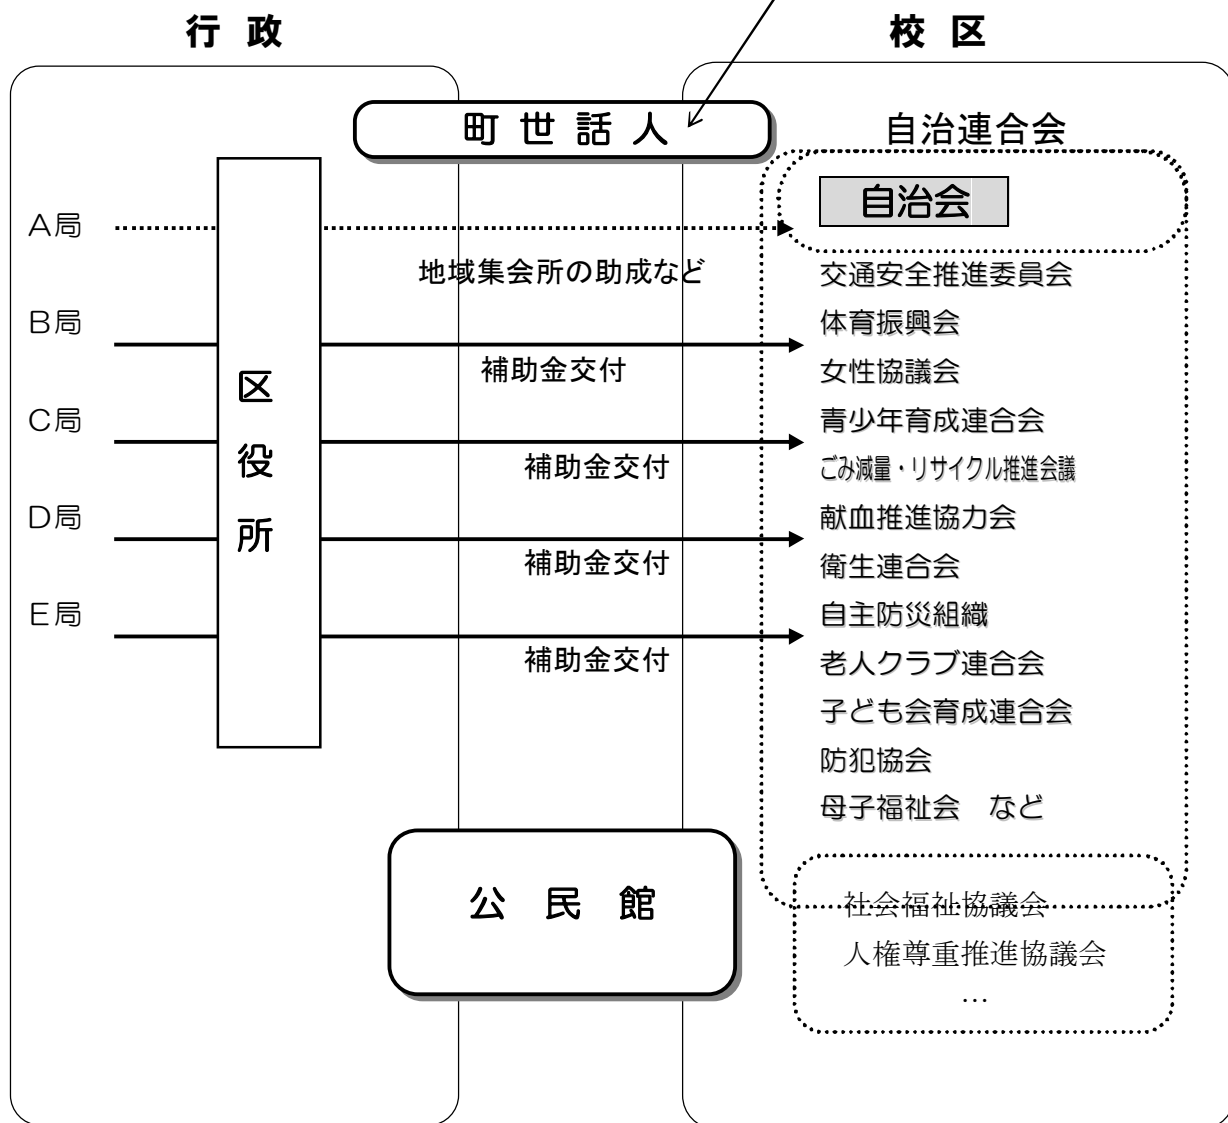 行 政
校 区
町 世 話 人
自治連合会
自治会
A局
地域集会所の助成など
交通安全推進委員会
B局
体育振興会
補助金交付
女性協議会
区役所
C局
青少年育成連合会
補助金交付
ごみ減量・リサイクル推進会議
D局
献血推進協力会
補助金交付
衛生連合会
E局
自主防災組織
補助金交付
老人クラブ連合会
子ども会育成連合会
防犯協会
母子福祉会 など
公 民 館
社会福祉協議会
人権尊重推進協議会
…